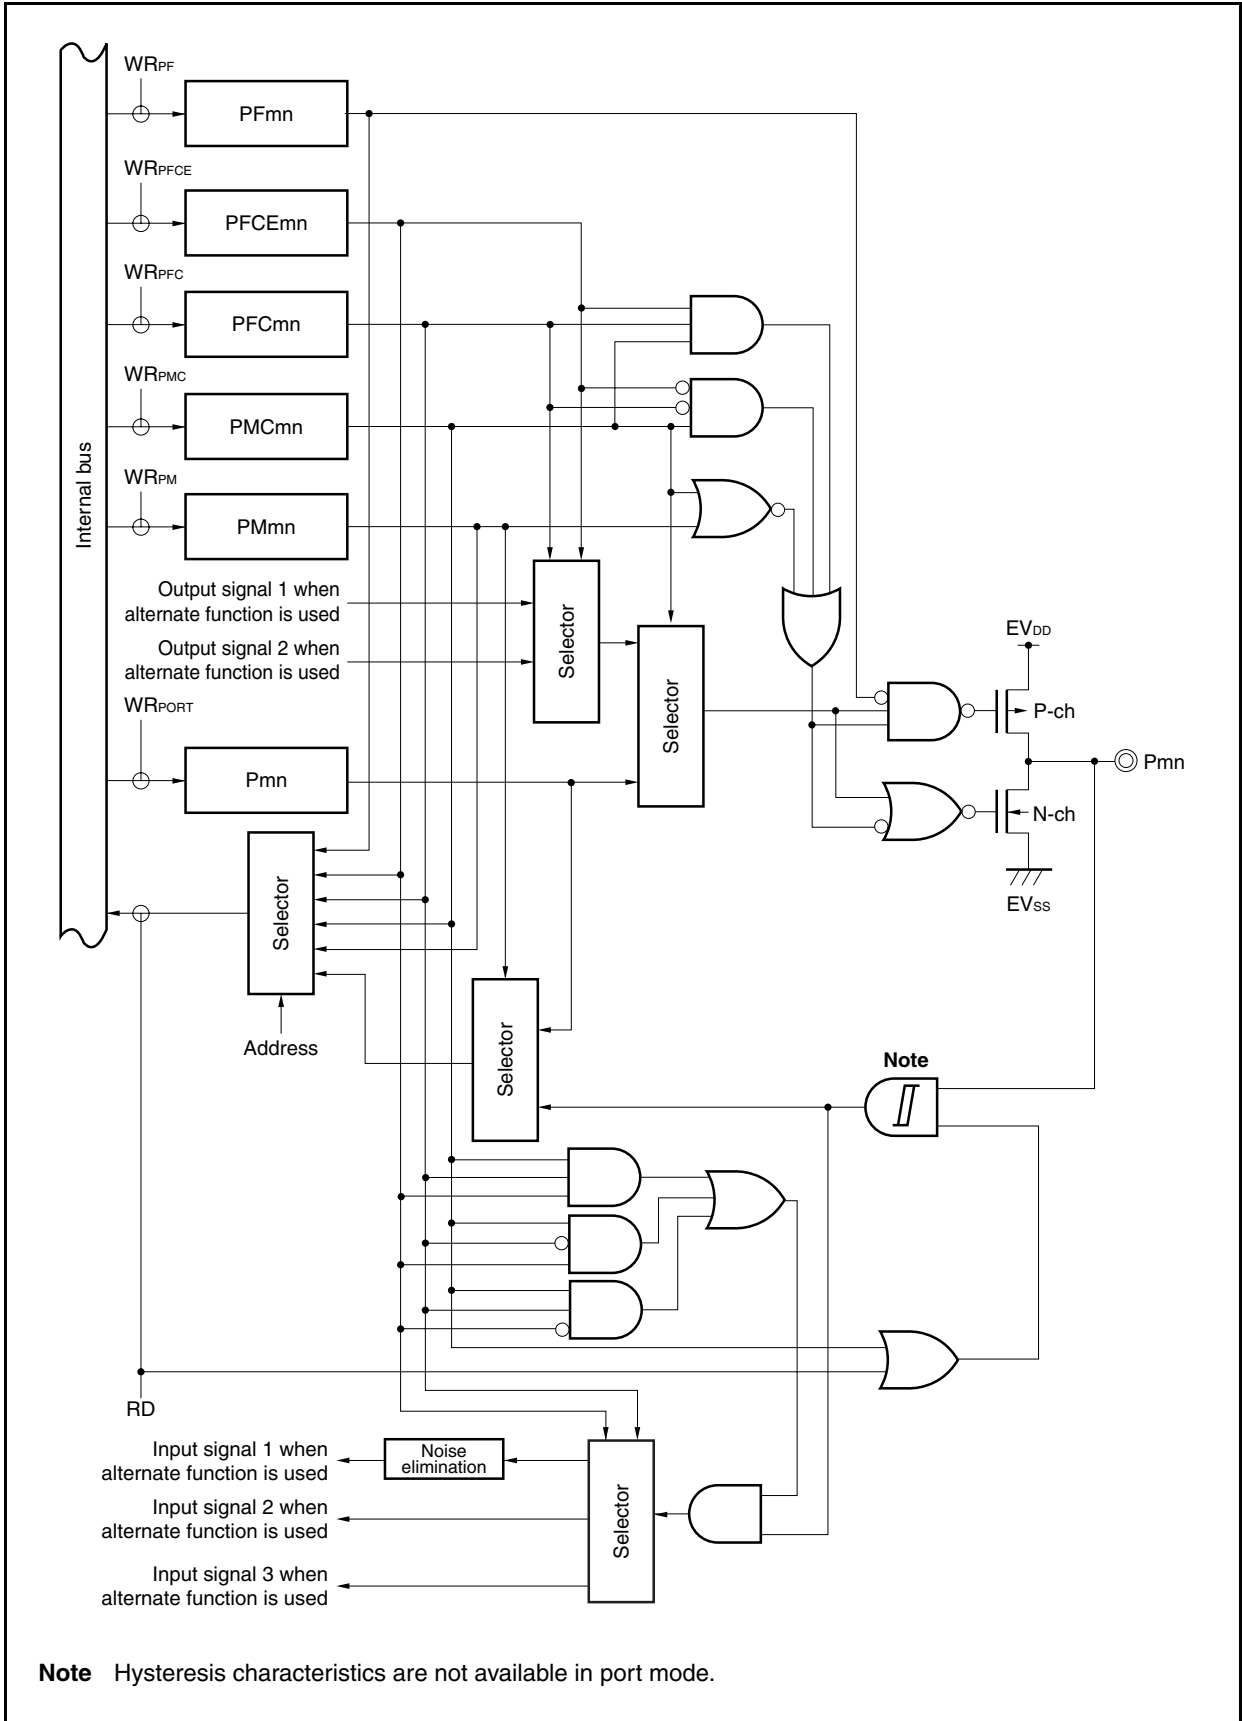 WRPF
PFmn
WRPFCE
PFCEmn
WRPFC
PFCmn
WRPMC
PMCmn
WRPM
PMmn
Internal bus
Output signal 1 when
alternate function is used
Output signal 2 when
alternate function is used
Selector
Selector
EVDD
P-ch
WRPORT
Pmn
Pmn
N-ch
EVSS
Selector
Address
Selector
Note
RD
Input signal 1 when
alternate function is used
Noise
elimination
Input signal 2 when
alternate function is used
Selector
Input signal 3 when
alternate function is used
Note Hysteresis characteristics are not available in port mode.